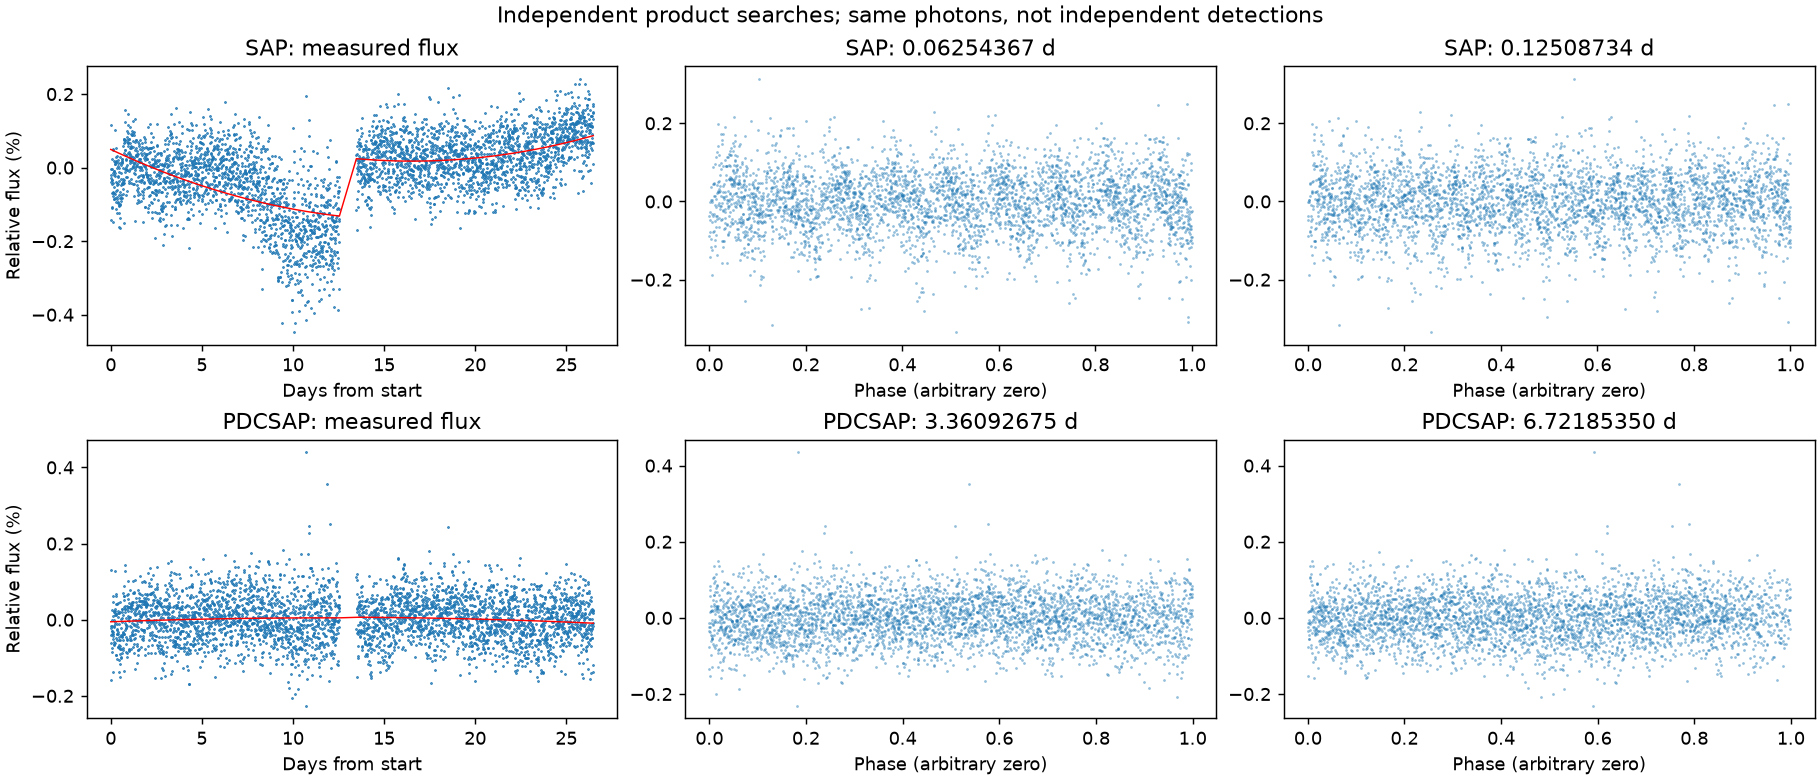 Independent product searches; same photons, not independent detections
SAP: measured flux
Relative flux (%)
0.2
0.0
−0.2
−0.4
0 5 10 15 20 25
Days from start
SAP: 0.06254367 d
0.2
0.0
−0.2
0.0 0.2 0.4 0.6 0.8 1.0
Phase (arbitrary zero)
SAP: 0.12508734 d
0.2
0.0
−0.2
0.0 0.2 0.4 0.6 0.8 1.0
Phase (arbitrary zero)
PDCSAP: measured flux
Relative flux (%)
0.4
0.2
0.0
−0.2
0 5 10 15 20 25
Days from start
PDCSAP: 3.36092675 d
0.4
0.2
0.0
−0.2
0.0 0.2 0.4 0.6 0.8 1.0
Phase (arbitrary zero)
PDCSAP: 6.72185350 d
0.4
0.2
0.0
−0.2
0.0 0.2 0.4 0.6 0.8 1.0
Phase (arbitrary zero)